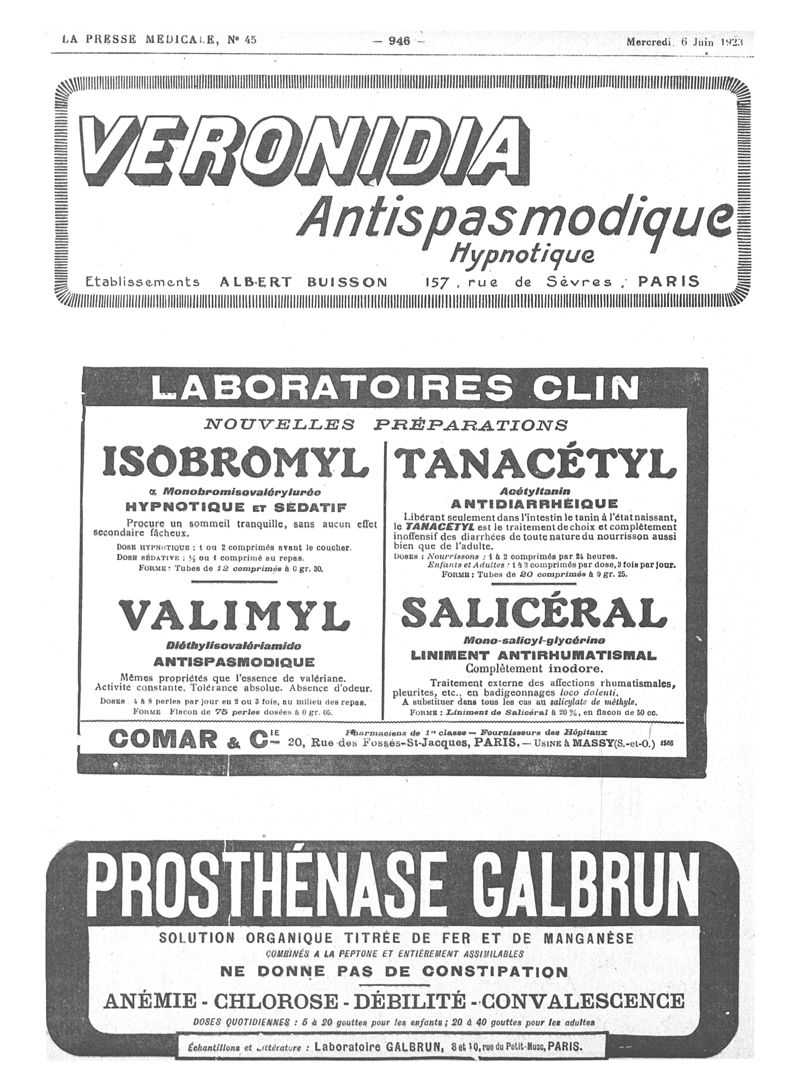 LA PRESSE MEDICALE, N° 45
— 946 —
Mercredi, 6 Juin 1923
VERONIDIA
Antispasmodique
Hypnotique
Etablissements ALBERT BUISSON 157, rue de Sèvres, PARIS
LABORATOIRES CLIN
NOUVELLES PRÉPARATIONS
ISOBROMYL
α Monobromisovalérylurée
HYPNOTIQUE ET SÉDATIF
Procure un sommeil tranquille, sans aucun effet
secondaire fâcheux.
DOSE HYPNOTIQUE : 1 ou 2 comprimés avant le coucher.
DOSE SÉDATIVE : ½ ou 1 comprimé au repas.
FORME : Tubes de 12 comprimés à 0 gr. 30.
VALIMYL
Diéthylisovalériamide
ANTISPASMODIQUE
Mêmes propriétés que l'essence de valériane.
Activité constante. Tolérance absolue. Absence d'odeur.
DOSES 4 à 8 perles par jour en 2 ou 3 fois, au milieu des repas.
FORME Flacon de 75 perles dosées à 0 gr. 05.
TANACÉTYL
Acétyltanin
ANTIDIARRHÉIQUE
Libérant seulement dans l'intestin le tanin à l'état naissant,
le TANACÉTYL est le traitement de choix et complètement
inoffensif des diarrhées de toute nature du nourrisson aussi
bien que de l'adulte.
DOSES : Nourrissons : 1 à 2 comprimés par 24 heures.
Enfants et Adultes : 1 à 3 comprimés par dose, 3 fois par jour.
FORME : Tubes de 20 comprimés à 0 gr. 25.
SALICÉRAL
Mono-salicyl-glycérine
LINIMENT ANTIRHUMATISMAL
Complètement inodore.
Traitement externe des affections rhumatismales,
pleurites, etc., en badigeonnages loco dolenti.
A substituer dans tous les cas au salicylate de méthyle.
FORME : Liniment de Salicéral à 20 %, en flacon de 50 cc.
COMAR & CIE
Pharmaciens de 1re classe — Fournisseurs des Hôpitaux
20, Rue des Fossés-St-Jacques, PARIS. — USINE à MASSY (S.-et-O.) 1506
PROSTHÉNASE GALBRUN
SOLUTION ORGANIQUE TITRÉE DE FER ET DE MANGANÈSE
COMBINÉS A LA PEPTONE ET ENTIÈREMENT ASSIMILABLES
NE DONNE PAS DE CONSTIPATION
ANÉMIE - CHLOROSE - DÉBILITÉ - CONVALESCENCE
DOSES QUOTIDIENNES : 5 à 20 gouttes pour les enfants ; 20 à 40 gouttes pour les adultes
Échantillons et Littérature : Laboratoire GALBRUN, 8 et 10, rue du Petit-Musc, PARIS.